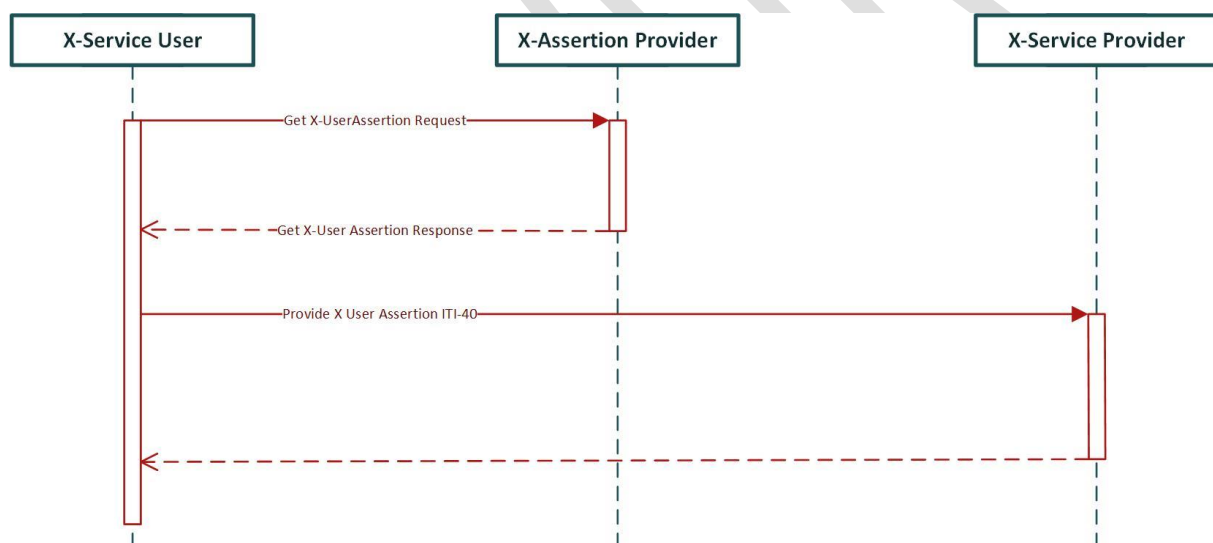 X-Service User
X-Assertion Provider
X-Service Provider
Get X-UserAssertion Request
Get X-User Assertion Response
Provide X User Assertion ITI-40